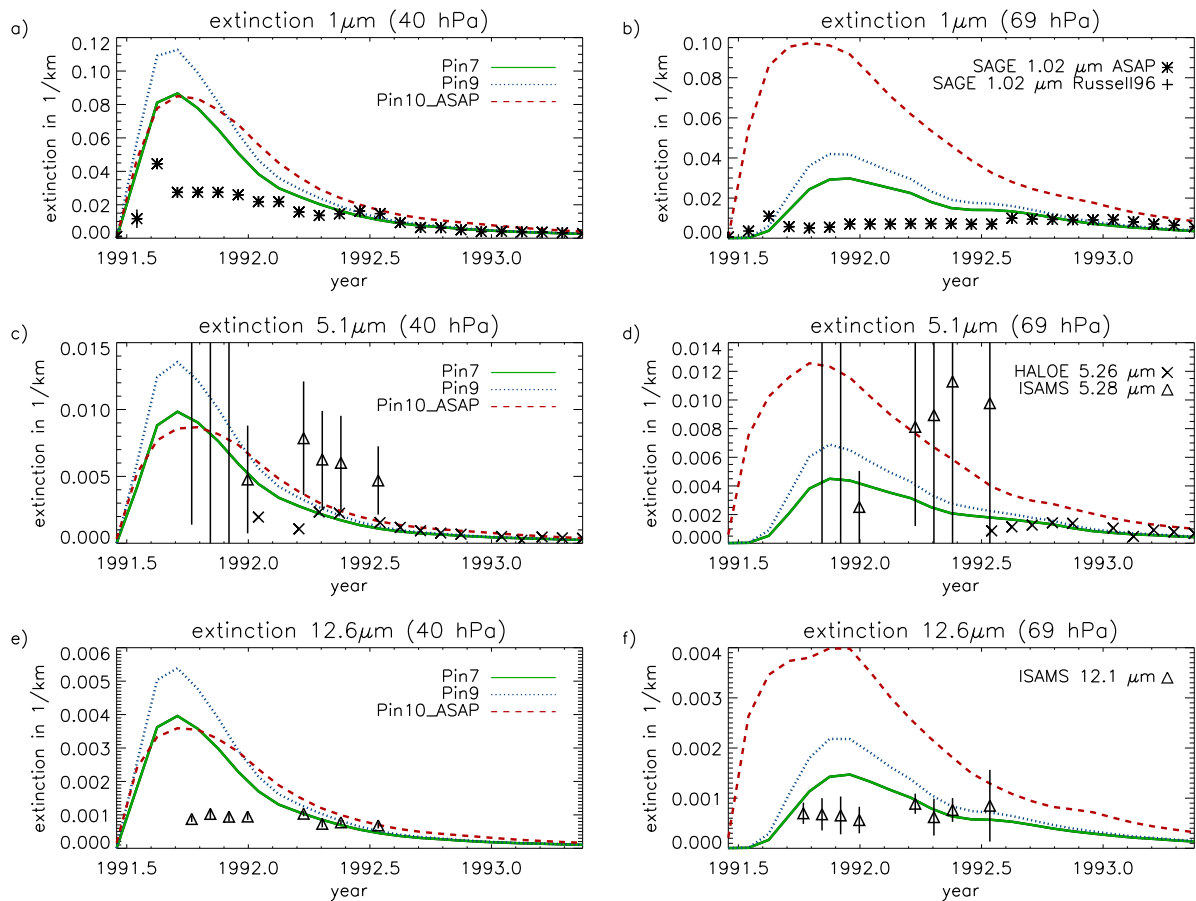 a)
extinction 1μm (40 hPa)
extinction in 1/km
0.12
0.10
0.08
0.06
0.04
0.02
0.00
Pin7
Pin9
Pin10_ASAP
1991.5
1992.0
1992.5
1993.0
year
b)
extinction 1μm (69 hPa)
extinction in 1/km
0.10
0.08
0.06
0.04
0.02
0.00
SAGE 1.02 μm ASAP
SAGE 1.02 μm Russell96
1991.5
1992.0
1992.5
1993.0
year
c)
extinction 5.1μm (40 hPa)
extinction in 1/km
0.015
0.010
0.005
0.000
Pin7
Pin9
Pin10_ASAP
1991.5
1992.0
1992.5
1993.0
year
d)
extinction 5.1μm (69 hPa)
extinction in 1/km
0.014
0.012
0.010
0.008
0.006
0.004
0.002
0.000
HALOE 5.26 μm
ISAMS 5.28 μm
1991.5
1992.0
1992.5
1993.0
year
e)
extinction 12.6μm (40 hPa)
extinction in 1/km
0.006
0.005
0.004
0.003
0.002
0.001
0.000
Pin7
Pin9
Pin10_ASAP
1991.5
1992.0
1992.5
1993.0
year
f)
extinction 12.6μm (69 hPa)
extinction in 1/km
0.004
0.003
0.002
0.001
0.000
ISAMS 12.1 μm
1991.5
1992.0
1992.5
1993.0
year